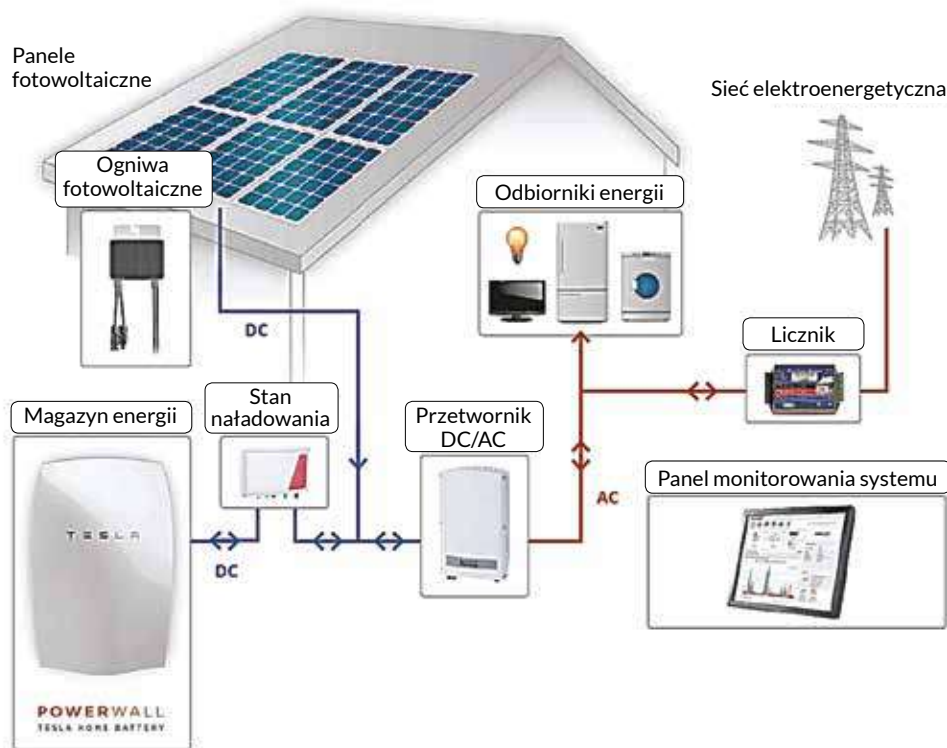 Panele
fotowoltaiczne
Sieć elektroenergetyczna
Ogniwa
fotowoltaiczne
Odbiorniki energii
DC
Licznik
Magazyn energii
Stan
naładowania
Przetwornik
DC/AC
Panel monitorowania systemu
AC
TESLA
DC
POWERWALL
TESLA HOME BATTERY